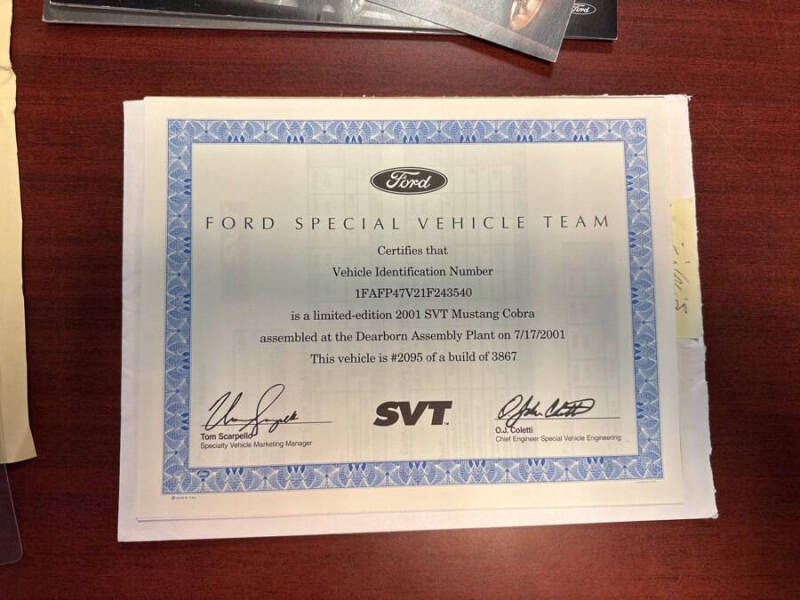 Ford
Ford
FORD SPECIAL VEHICLE TEAM
Certifies that
Vehicle Identification Number
1FAFP47V21F243540
is a limited-edition 2001 SVT Mustang Cobra
assembled at the Dearborn Assembly Plant on 7/17/2001
This vehicle is #2095 of a build of 3867
SVT
Tom Scarpello
Specialty Vehicle Marketing Manager
O.J. Coletti
Chief Engineer Special Vehicle Engineering